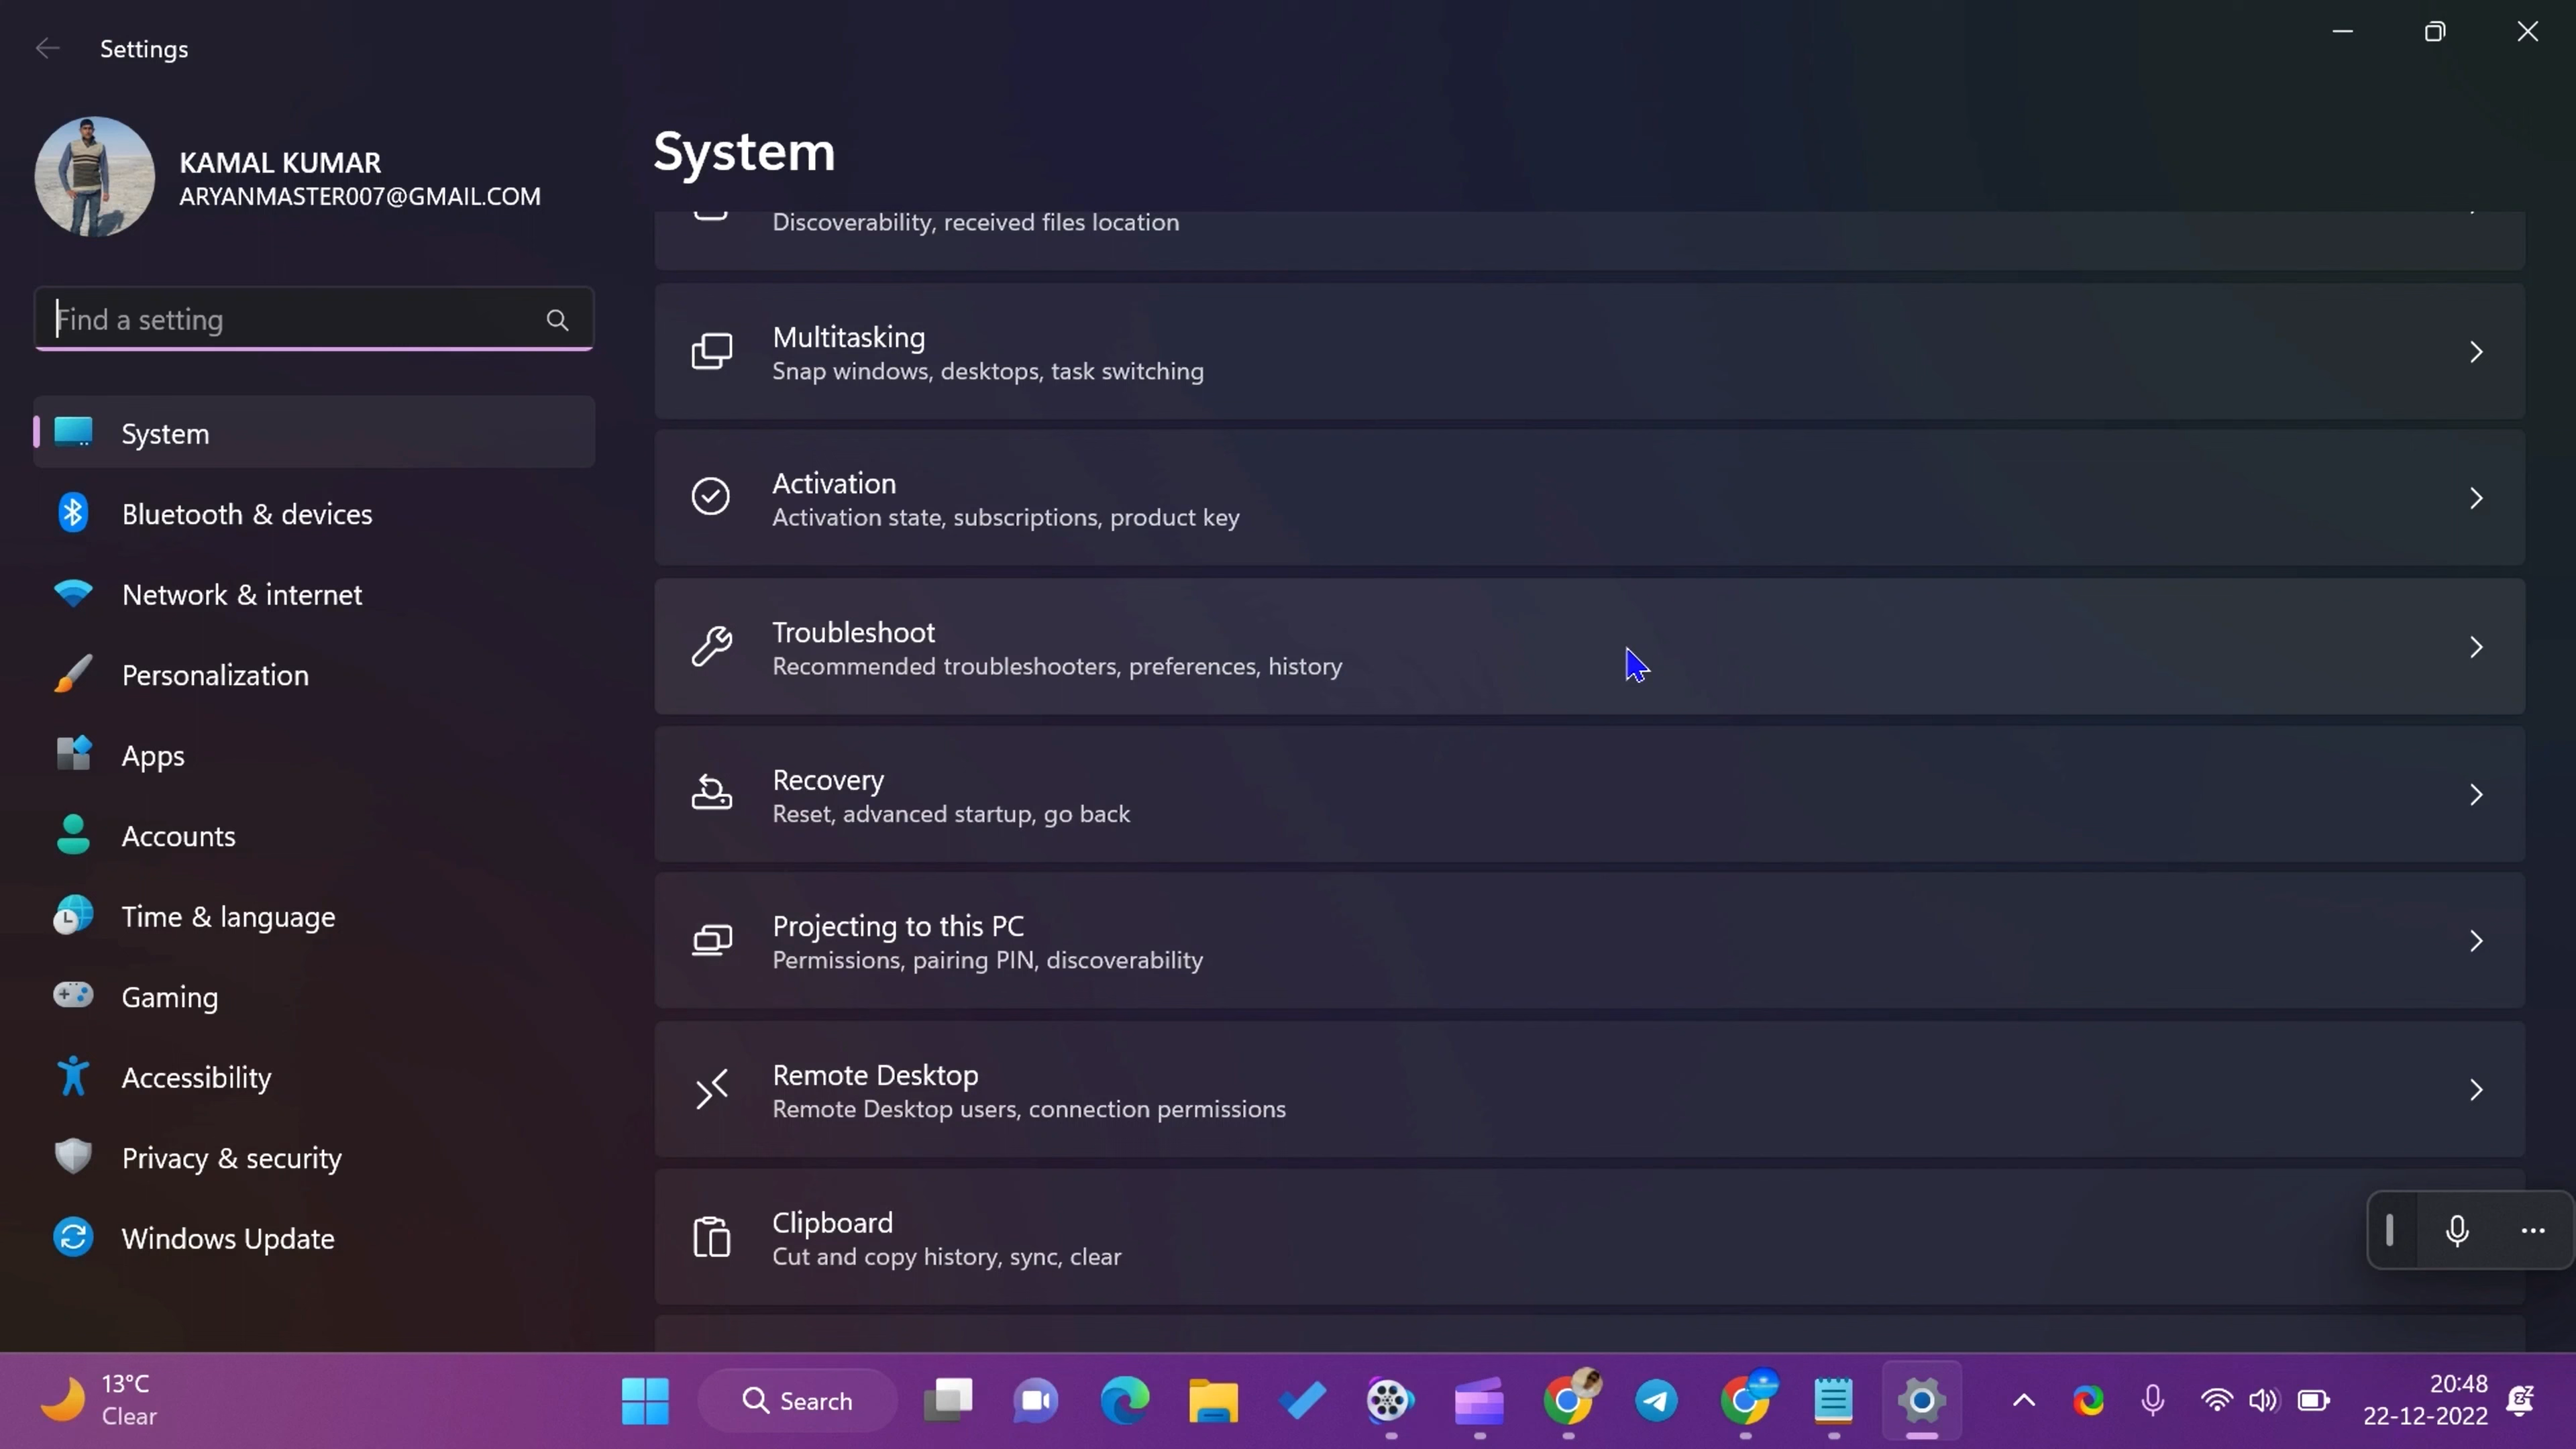 Settings
KAMAL KUMAR
ARYANMASTER007@GMAIL.COM
Find a setting
System
Bluetooth & devices
Network & internet
Personalization
Apps
Accounts
Time & language
Gaming
Accessibility
Privacy & security
Windows Update
System
Discoverability, received files location
Multitasking
Snap windows, desktops, task switching
Activation
Activation state, subscriptions, product key
Troubleshoot
Recommended troubleshooters, preferences, history
Recovery
Reset, advanced startup, go back
Projecting to this PC
Permissions, pairing PIN, discoverability
Remote Desktop
Remote Desktop users, connection permissions
Clipboard
Cut and copy history, sync, clear
13°C
Clear
Search
20:48
22-12-2022